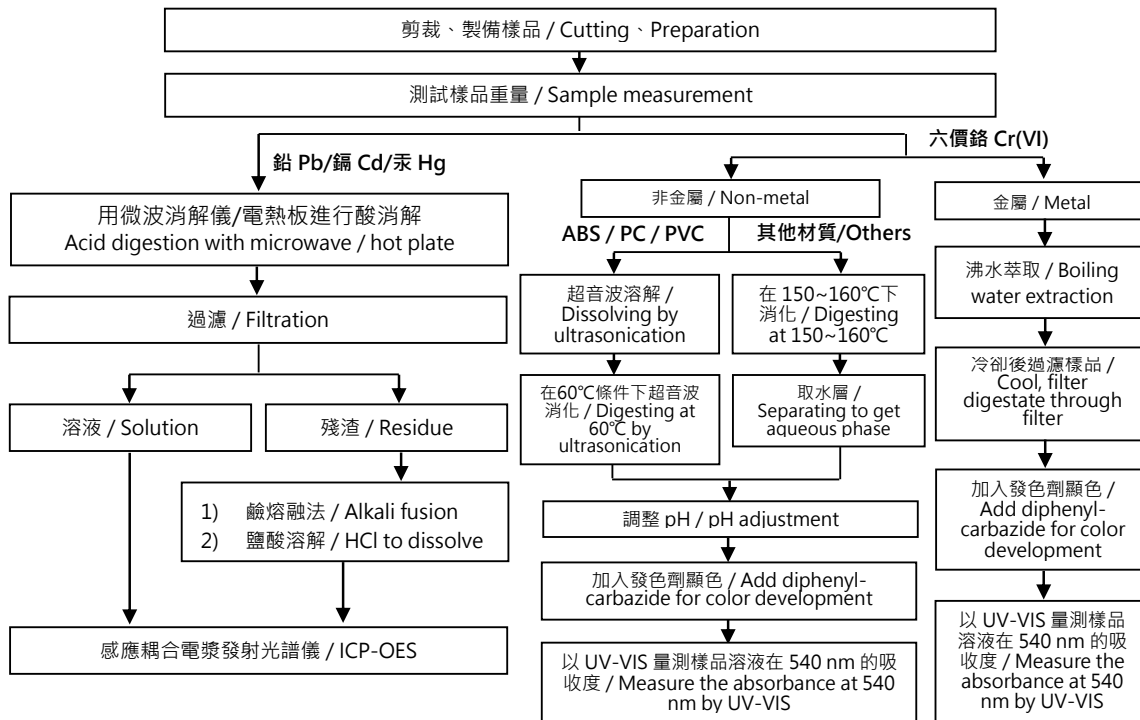 剪裁、製備樣品 / Cutting、Preparation
測試樣品重量 / Sample measurement
鉛 Pb/鎘 Cd/汞 Hg
用微波消解儀/電熱板進行酸消解
Acid digestion with microwave / hot plate
過濾 / Filtration
溶液 / Solution
殘渣 / Residue
1) 鹼熔融法 / Alkali fusion
2) 鹽酸溶解 / HCl to dissolve
感應耦合電漿發射光譜儀 / ICP-OES
六價鉻 Cr(VI)
非金屬 / Non-metal
ABS / PC / PVC
超音波溶解 /
Dissolving by
ultrasonication
在60℃條件下超音波
消化 / Digesting at
60℃ by
ultrasonication
其他材質/Others
在 150~160℃下
消化 / Digesting
at 150~160℃
取水層 /
Separating to get
aqueous phase
調整 pH / pH adjustment
加入發色劑顯色 / Add diphenyl-
carbazide for color development
以 UV-VIS 量測樣品溶液在 540 nm 的吸
收度 / Measure the absorbance at 540
nm by UV-VIS
金屬 / Metal
沸水萃取 / Boiling
water extraction
冷卻後過濾樣品 /
Cool, filter
digestate through
filter
加入發色劑顯色 /
Add diphenyl-
carbazide for color
development
以 UV-VIS 量測樣品
溶液在 540 nm 的吸
收度 / Measure the
absorbance at 540
nm by UV-VIS